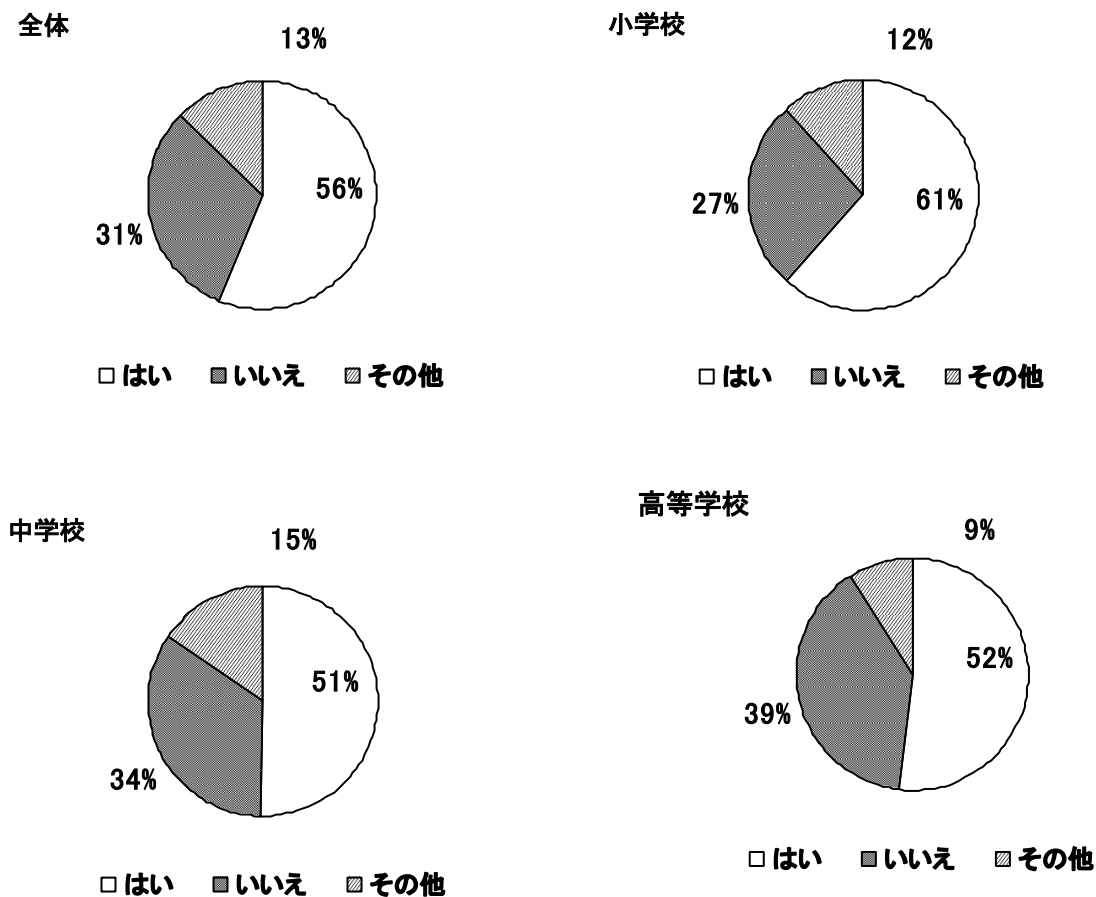 全体
13%
56%
31%
はい いいえ その他
小学校
12%
61%
27%
はい いいえ その他
中学校
15%
51%
34%
はい いいえ その他
高等学校
9%
52%
39%
はい いいえ その他